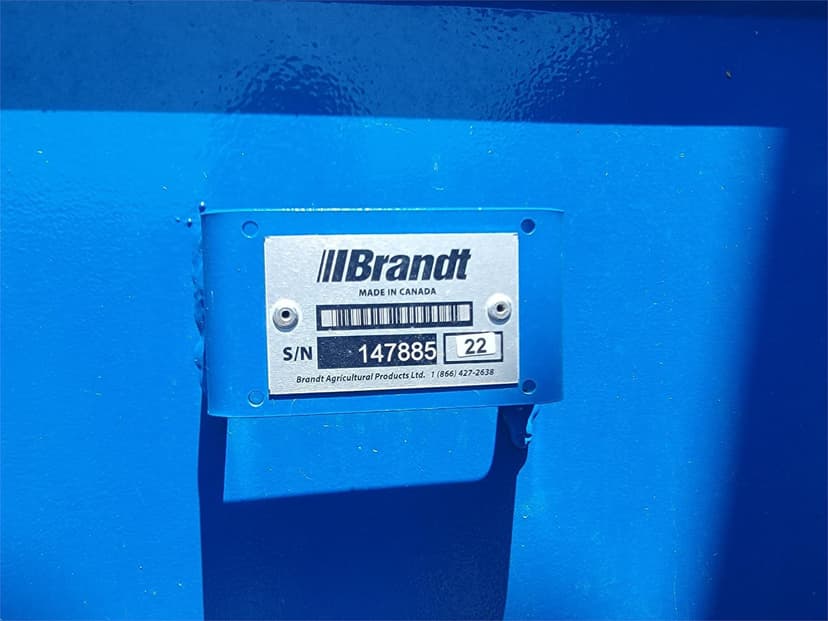 Brandt
MADE IN CANADA
S/N 147885 22
Brandt Agricultural Products Ltd. 1 (866) 427-2638